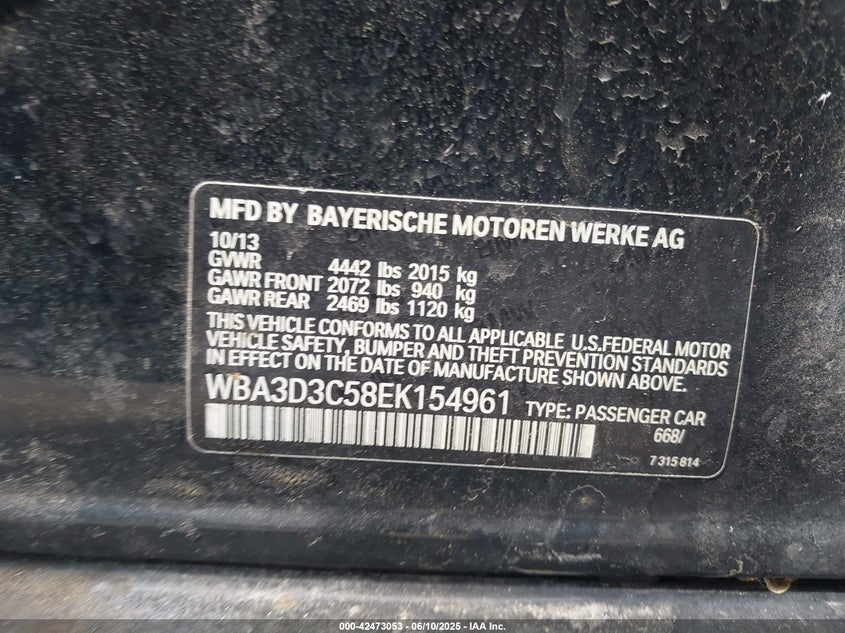 MFD BY BAYERISCHE MOTOREN WERKE AG
10/13
GVWR 4442 lbs 2015 kg
GAWR FRONT 2072 lbs 940 kg
GAWR REAR 2469 lbs 1120 kg
THIS VEHICLE CONFORMS TO ALL APPLICABLE U.S.FEDERAL MOTOR
VEHICLE SAFETY, BUMPER AND THEFT PREVENTION STANDARDS
IN EFFECT ON THE DATE OF MANUFACTURE SHOWN ABOVE.
WBA3D3C58EK154961 TYPE: PASSENGER CAR
668/
7 315 814
000-42473053 - 06/10/2025 - IAA Inc.